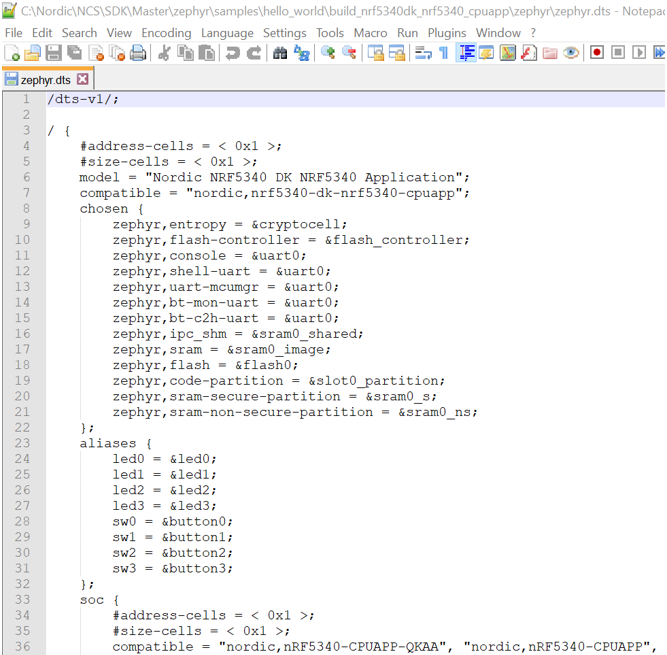 C:\Nordic\NCS\SDK\Master\zephyr\samples\hello_world\build_nrf5340dk_nrf5340_cpuapp\zephyr\zephyr.dts - Notepa
File Edit Search View Encoding Language Settings Tools Macro Run Plugins Window ?
zephyr.dts
1 /dts-v1/;
2
3 / {
4 #address-cells = < 0x1 >;
5 #size-cells = < 0x1 >;
6 model = "Nordic NRF5340 DK NRF5340 Application";
7 compatible = "nordic,nrf5340-dk-nrf5340-cpuapp";
8 chosen {
9 zephyr,entropy = &cryptocell;
10 zephyr,flash-controller = &flash_controller;
11 zephyr,console = &uart0;
12 zephyr,shell-uart = &uart0;
13 zephyr,uart-mcumgr = &uart0;
14 zephyr,bt-mon-uart = &uart0;
15 zephyr,bt-c2h-uart = &uart0;
16 zephyr,ipc_shm = &sram0_shared;
17 zephyr,sram = &sram0_image;
18 zephyr,flash = &flash0;
19 zephyr,code-partition = &slot0_partition;
20 zephyr,sram-secure-partition = &sram0_s;
21 zephyr,sram-non-secure-partition = &sram0_ns;
22 };
23 aliases {
24 led0 = &led0;
25 led1 = &led1;
26 led2 = &led2;
27 led3 = &led3;
28 sw0 = &button0;
29 sw1 = &button1;
30 sw2 = &button2;
31 sw3 = &button3;
32 };
33 soc {
34 #address-cells = < 0x1 >;
35 #size-cells = < 0x1 >;
36 compatible = "nordic,nRF5340-CPUAPP-QKAA", "nordic,nRF5340-CPUAPP",